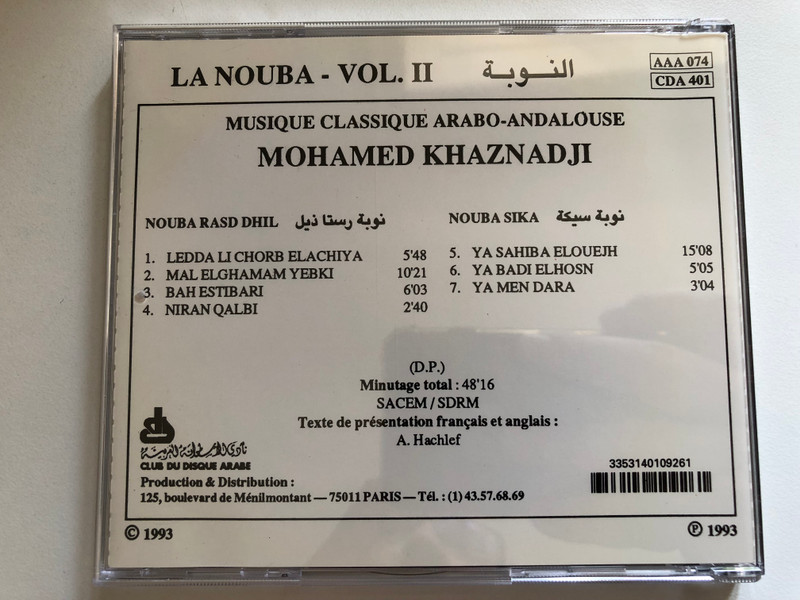 LA NOUBA - VOL. II النـوبـة
AAA 074
CDA 401
MUSIQUE CLASSIQUE ARABO-ANDALOUSE
MOHAMED KHAZNADJI
NOUBA RASD DHIL نوبة رستا ذيل
1. LEDDA LI CHORB ELACHIYA 5'48
2. MAL ELGHAMAM YEBKI 10'21
3. BAH ESTIBARI 6'03
4. NIRAN QALBI 2'40
NOUBA SIKA نوبة سيكة
5. YA SAHIBA ELOUEJH 15'08
6. YA BADI ELHOSN 5'05
7. YA MEN DARA 3'04
(D.P.)
Minutage total : 48'16
SACEM / SDRM
Texte de présentation français et anglais :
A. Hachlef
CLUB DU DISQUE ARABE
Production & Distribution :
125, boulevard de Ménilmontant — 75011 PARIS — Tél. : (1) 43.57.68.69
3353140109261
© 1993
℗ 1993